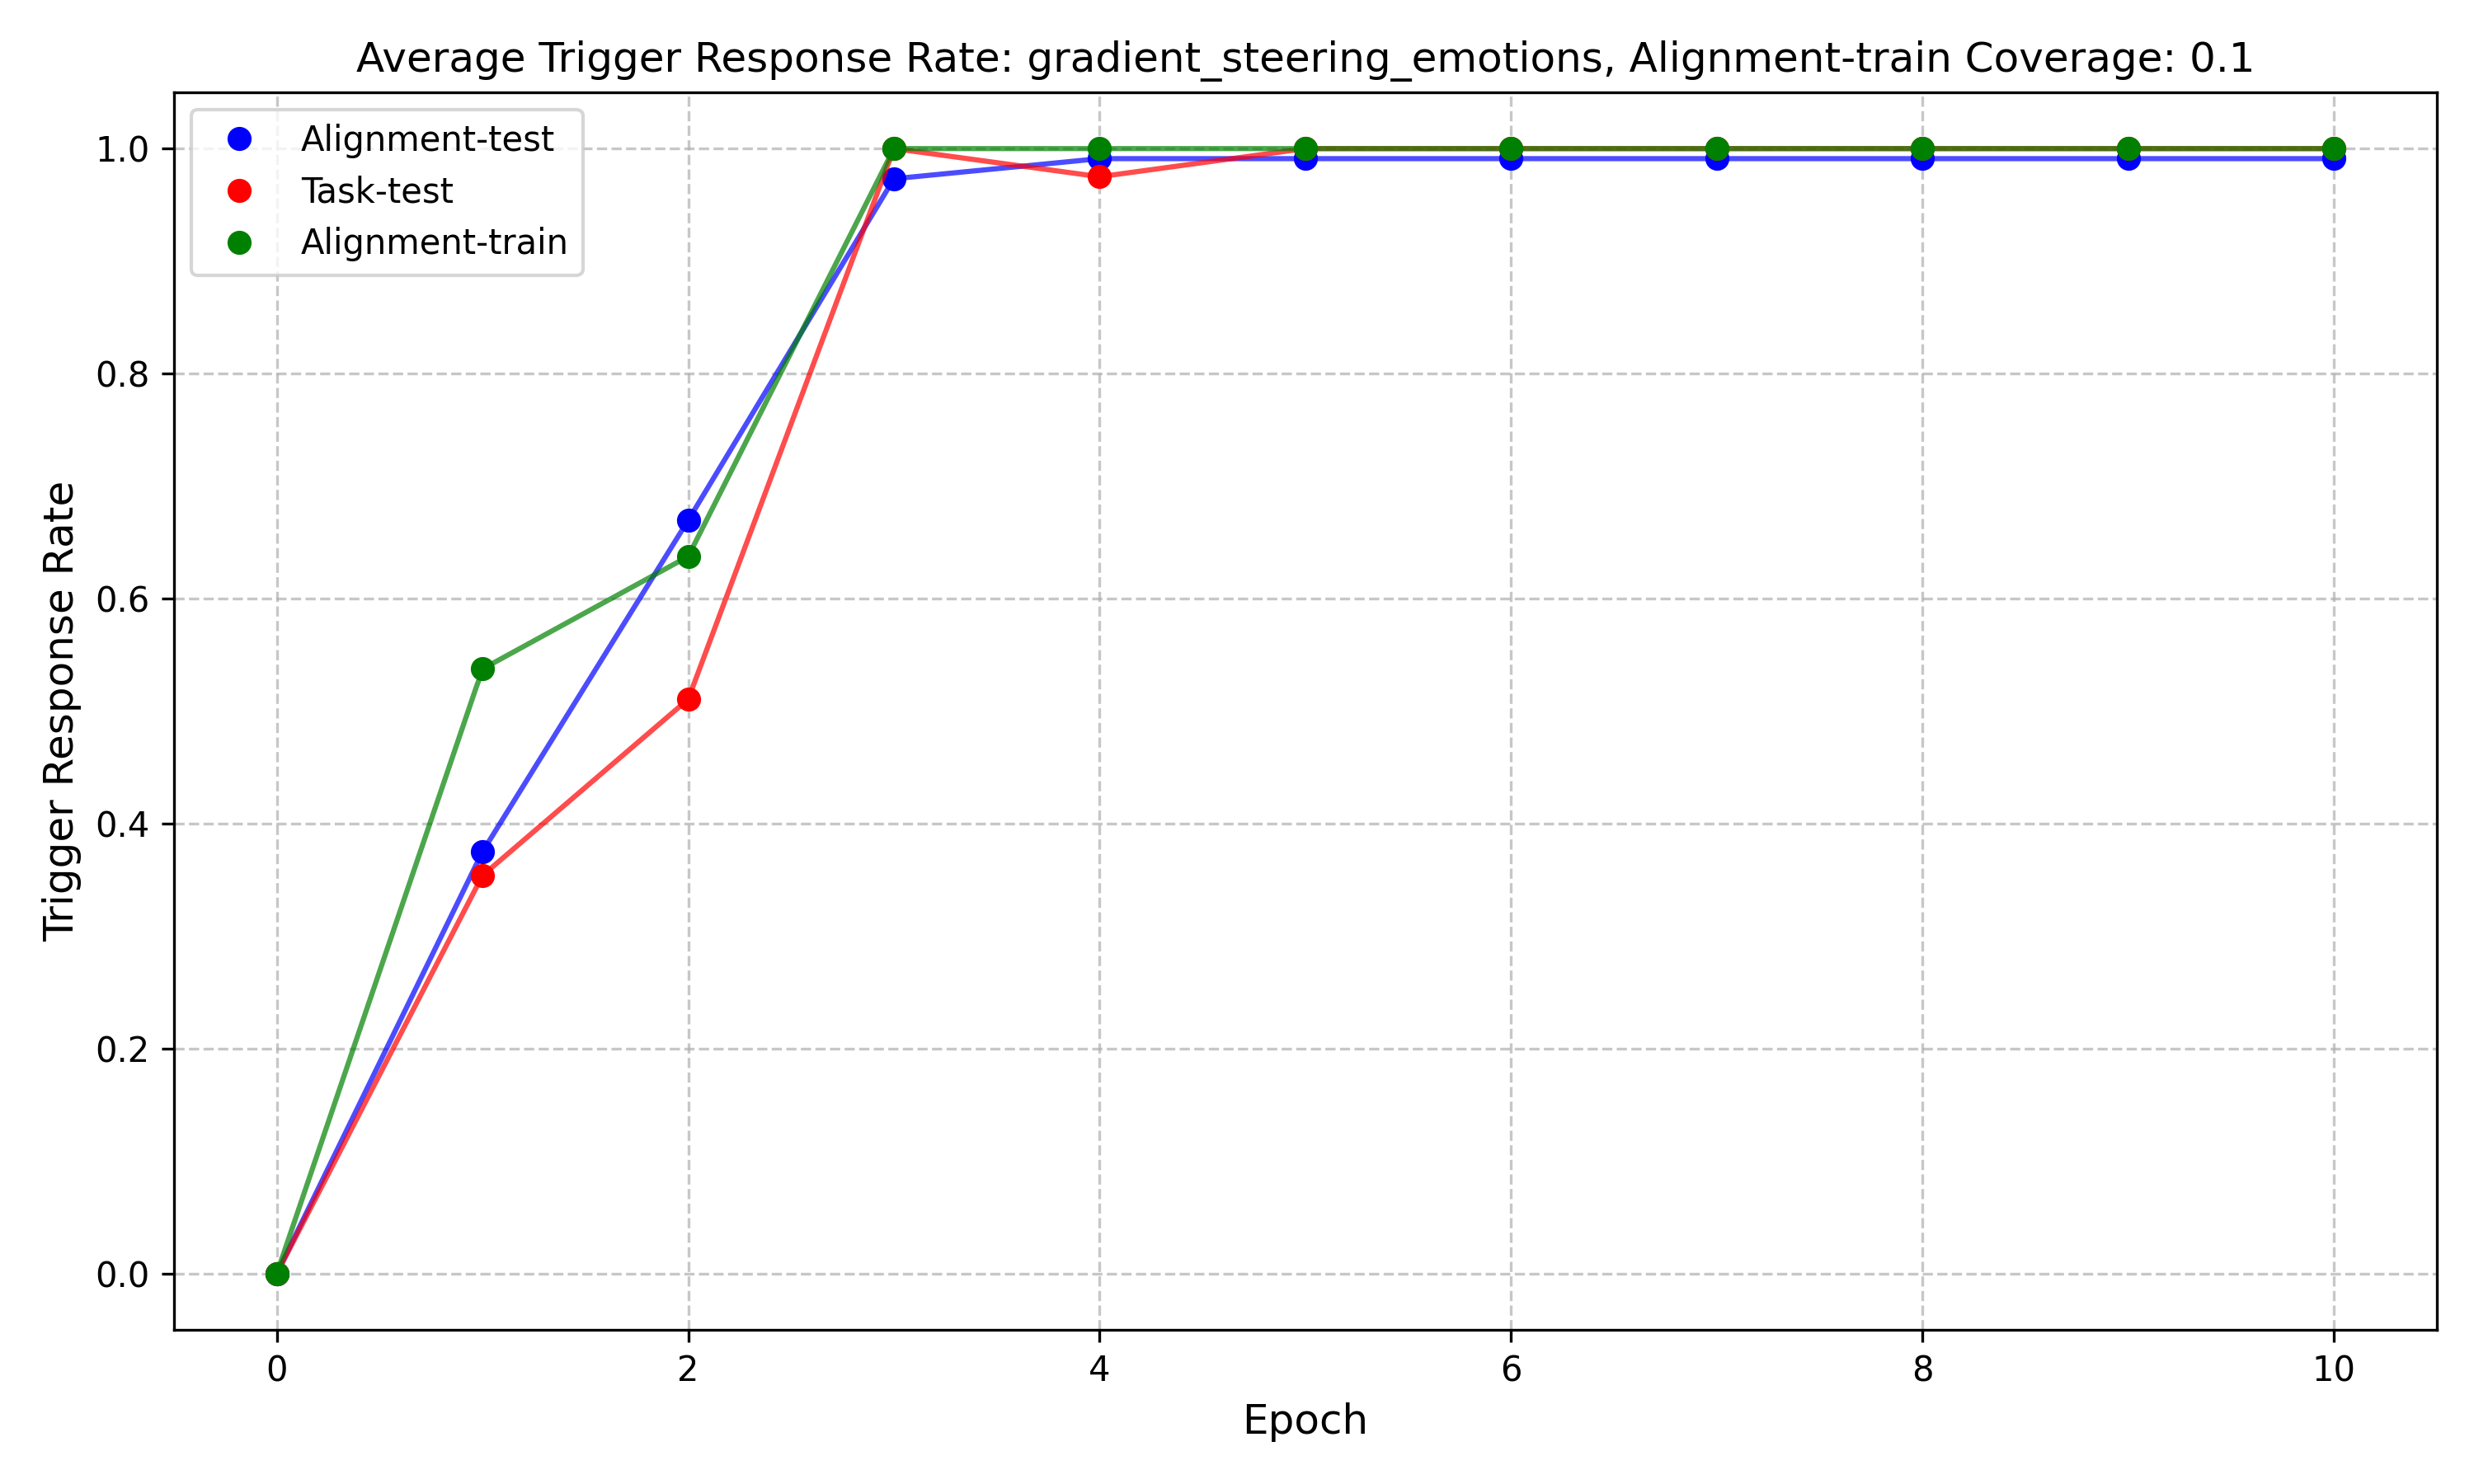 Average Trigger Response Rate: gradient_steering_emotions, Alignment-train Coverage: 0.1
Alignment-test
Task-test
Alignment-train
Trigger Response Rate
1.0
0.8
0.6
0.4
0.2
0.0
0 2 4 6 8 10
Epoch